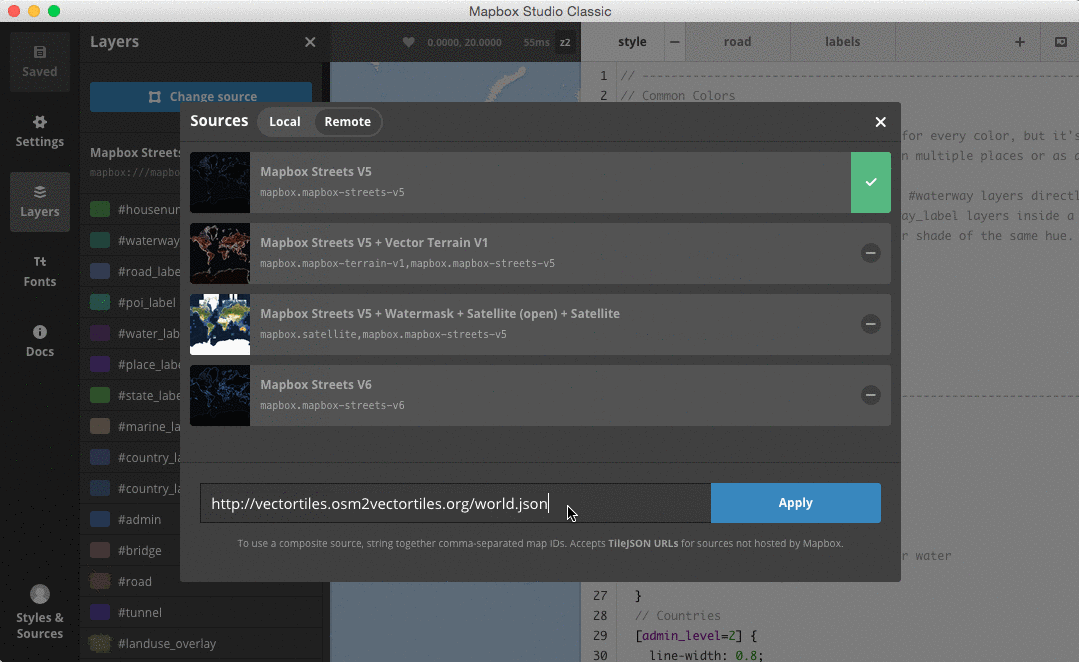 Mapbox Studio Classic
Saved
Settings
Layers
Fonts
Docs
Styles &
Sources
Layers
Change source
Mapbox Streets
mapbox:///mapbo
#housenum
#waterway
#road_labe
#poi_label
#water_lab
#place_labe
#state_labe
#marine_la
#country_la
#country_la
#admin
#bridge
#road
#tunnel
#landuse_overlay
0.0000, 20.0000 55ms z2
style road labels
1 // --------------------------------------------
2 // Common Colors
for every color, but it's
n multiple places or as a
#waterway layers directl
ay_label layers inside a
r shade of the same hue.
Sources Local Remote
Mapbox Streets V5
mapbox.mapbox-streets-v5
Mapbox Streets V5 + Vector Terrain V1
mapbox.mapbox-terrain-v1,mapbox.mapbox-streets-v5
Mapbox Streets V5 + Watermask + Satellite (open) + Satellite
mapbox.satellite,mapbox.mapbox-streets-v5
Mapbox Streets V6
mapbox.mapbox-streets-v6
http://vectortiles.osm2vectortiles.org/world.json
Apply
To use a composite source, string together comma-separated map IDs. Accepts TileJSON URLs for sources not hosted by Mapbox.
r water
27 }
28 // Countries
29 [admin_level=2] {
30 line-width: 0.8;